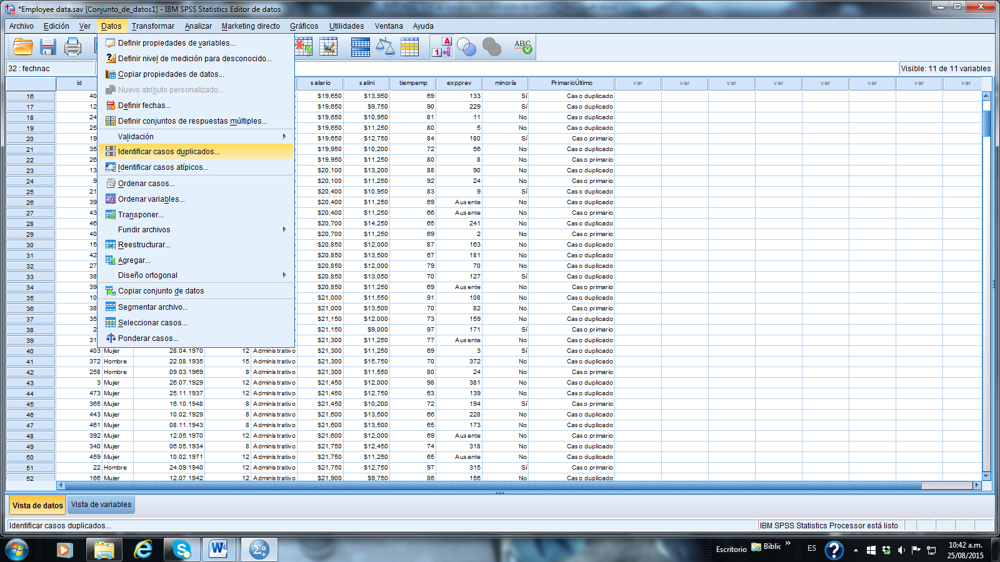 *Employee data.sav [Conjunto_de_datos1] - IBM SPSS Statistics Editor de datos
Archivo Edición Ver Datos Transformar Analizar Marketing directo Gráficos Utilidades Ventana Ayuda
32 : fechnac
Visible: 11 de 11 variables
Definir propiedades de variables...
Definir nivel de medición para desconocido...
Copiar propiedades de datos...
Nuevo atributo personalizado...
Definir fechas...
Definir conjuntos de respuestas múltiples...
Validación
Identificar casos duplicados...
Identificar casos atípicos...
Ordenar casos...
Ordenar variables...
Transponer...
Fundir archivos
Reestructurar...
Agregar...
Diseño ortogonal
Copiar conjunto de datos
Segmentar archivo...
Seleccionar casos...
Ponderar casos...
id salario salini tiempemp expprev minoría PrimarioÚltimo var var var var var var var var
16 40 $19,650 $13,950 69 133 Sí Caso duplicado
17 12 $19,650 $9,750 90 229 Sí Caso duplicado
18 24 $19,650 $10,950 81 11 No Caso duplicado
19 25 $19,650 $11,250 80 5 No Caso duplicado
20 19 $19,650 $12,750 84 180 Sí Caso primario
21 35 $19,950 $10,200 72 56 No Caso duplicado
22 26 $19,950 $11,250 80 8 No Caso primario
23 13 $20,100 $13,200 88 90 No Caso duplicado
24 9 $20,100 $11,250 92 24 No Caso primario
25 21 $20,400 $10,950 83 9 Sí Caso duplicado
26 39 $20,400 $11,250 69 Ausente No Caso duplicado
27 43 $20,400 $11,250 66 Ausente No Caso primario
28 46 $20,700 $14,250 65 241 No Caso duplicado
29 40 $20,700 $11,250 69 2 No Caso primario
30 15 $20,850 $12,000 87 163 No Caso duplicado
31 42 $20,850 $13,500 67 181 No Caso duplicado
32 27 $20,850 $12,000 79 70 No Caso duplicado
33 38 $20,850 $13,050 70 127 Sí Caso duplicado
34 39 $20,850 $11,250 69 Ausente No Caso primario
35 10 $21,000 $11,550 91 108 No Caso duplicado
36 38 $21,000 $13,500 70 82 No Caso primario
37 35 $21,150 $12,000 73 159 No Caso duplicado
38 2 $21,150 $9,000 97 171 Sí Caso primario
39 31 $21,300 $11,250 77 Ausente No Caso duplicado
40 403 Mujer 28.04.1970 12 Administrativo $21,300 $11,250 69 3 Sí Caso duplicado
41 372 Hombre 22.08.1935 15 Administrativo $21,300 $15,750 70 372 No Caso duplicado
42 258 Hombre 09.03.1969 8 Administrativo $21,300 $11,550 80 24 No Caso primario
43 3 Mujer 26.07.1929 12 Administrativo $21,450 $12,000 98 381 No Caso duplicado
44 473 Mujer 25.11.1937 12 Administrativo $21,450 $12,750 63 139 No Caso duplicado
45 365 Mujer 16.10.1948 8 Administrativo $21,450 $10,200 72 194 Sí Caso primario
46 443 Mujer 10.02.1929 8 Administrativo $21,600 $13,500 66 228 No Caso duplicado
47 461 Mujer 08.11.1943 8 Administrativo $21,600 $13,500 65 173 No Caso duplicado
48 392 Mujer 12.05.1970 12 Administrativo $21,600 $12,000 69 Ausente No Caso primario
49 340 Mujer 06.05.1934 8 Administrativo $21,750 $12,450 74 318 No Caso duplicado
50 459 Mujer 10.02.1971 12 Administrativo $21,750 $11,250 65 Ausente No Caso duplicado
51 22 Hombre 24.09.1940 12 Administrativo $21,750 $12,750 97 315 Sí Caso primario
52 166 Mujer 12.07.1942 12 Administrativo $21,900 $9,750 86 156 No Caso duplicado
Vista de datos Vista de variables
Identificar casos duplicados...
IBM SPSS Statistics Processor está listo
Escritorio Biblic » ES 10:42 a.m.
25/08/2015